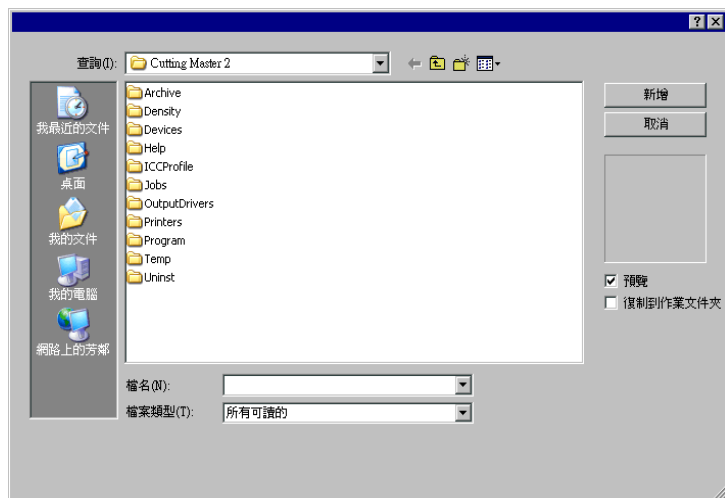 查詢(I):
Cutting Master 2
我最近的文件
桌面
我的文件
我的電腦
網路上的芳鄰
Archive
Density
Devices
Help
ICCProfile
Jobs
OutputDrivers
Printers
Program
Temp
Uninst
新增
取消
預覽
復制到作業文件夾
檔名(N):
檔案類型(T):
所有可讀的